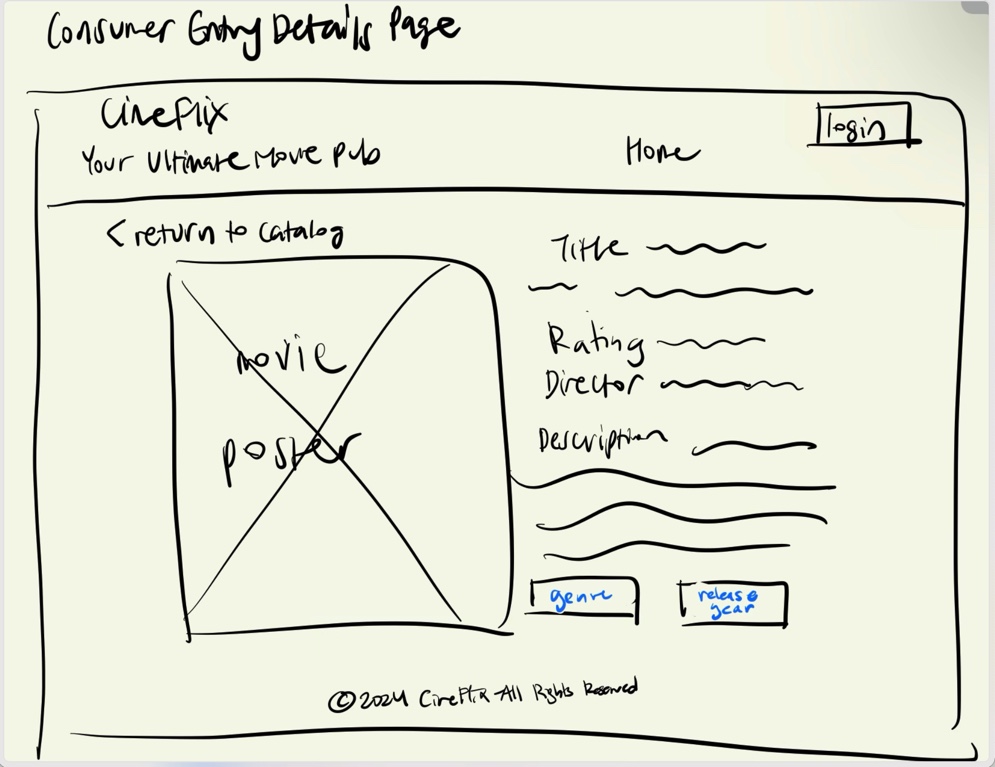 Consumer Entry Details Page
CineFlix
Your Ultimate Movie Pub
Home
login
< return to catalog
movie
poster
Title
Rating
Director
Description
genre
release
year
© 2024 CineFlix All Rights Reserved